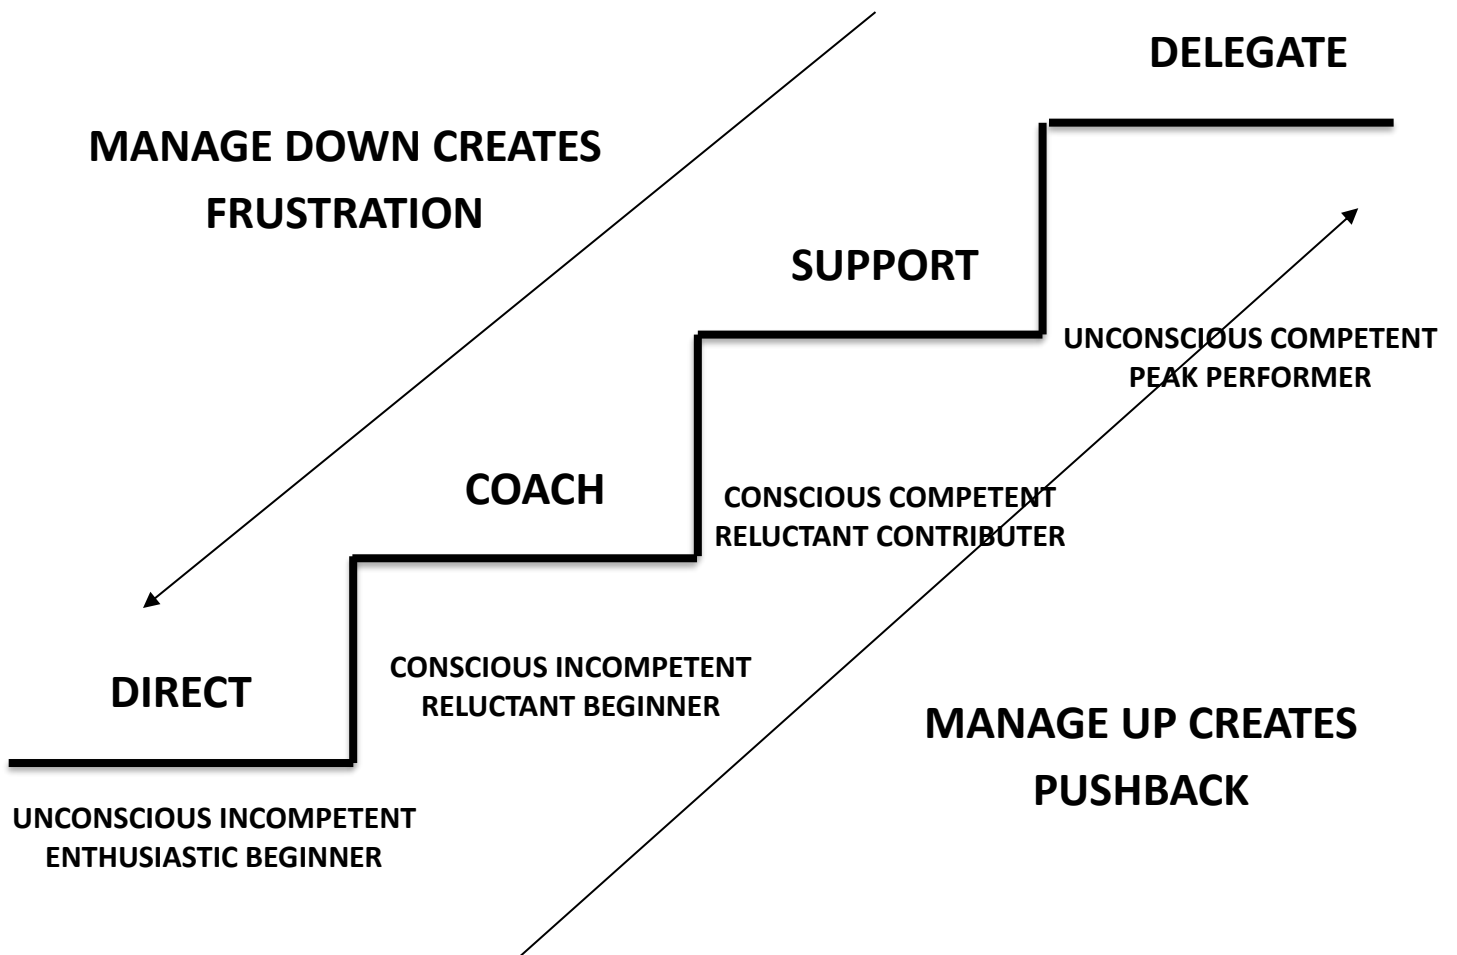 DELEGATE
MANAGE DOWN CREATES
FRUSTRATION
SUPPORT
UNCONSCIOUS COMPETENT
PEAK PERFORMER
COACH
CONSCIOUS COMPETENT
RELUCTANT CONTRIBUTER
DIRECT
CONSCIOUS INCOMPETENT
RELUCTANT BEGINNER
MANAGE UP CREATES
PUSHBACK
UNCONSCIOUS INCOMPETENT
ENTHUSIASTIC BEGINNER